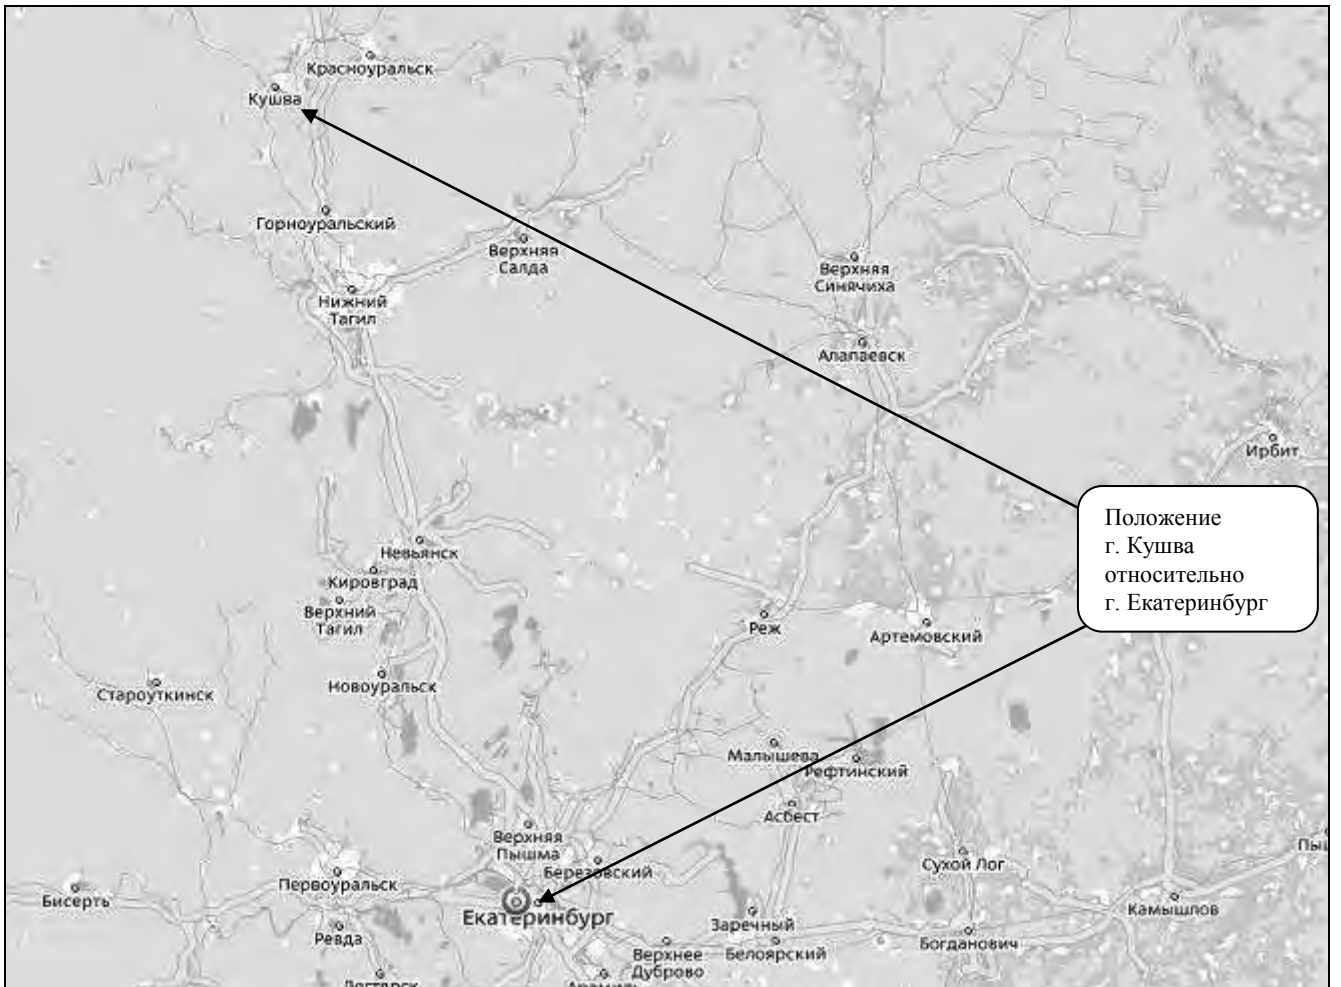 Красноуральск
Кушва
Горноуральский
Верхняя
Салда
Верхняя
Синячиха
Нижний
Тагил
Алапаевск
Ирбит
Положение
г. Кушва
относительно
г. Екатеринбург
Невьянск
Кировград
Верхний
Тагил
Реж
Артемовский
Новоуральск
Староуткинск
Малышева
Рефтинский
Асбест
Верхняя
Пышма
Березовский
Сухой Лог
Пы
Первоуральск
Бисерть
Екатеринбург
Камышлов
Заречный
Ревда
Богданович
Верхнее
Дуброво
Белоярский